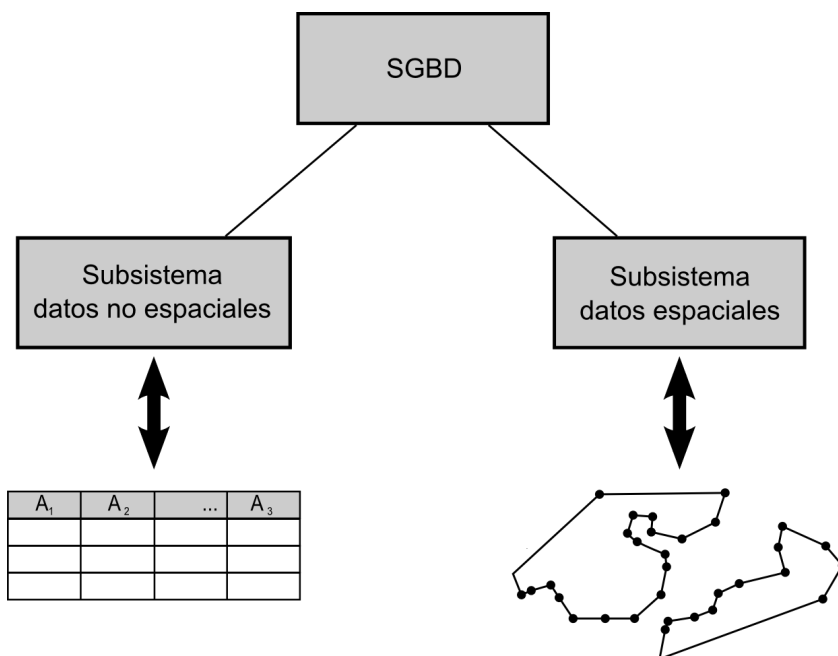 SGBD
Subsistema
datos no espaciales
Subsistema
datos espaciales
A₁ A₂ ... A₃